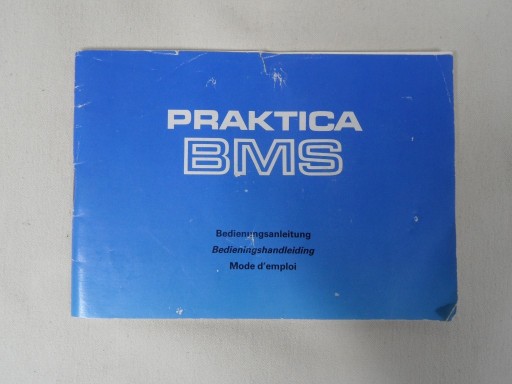 PRAKTICA
BMS
Bedienungsanleitung
Bedieningshandleiding
Mode d'emploi